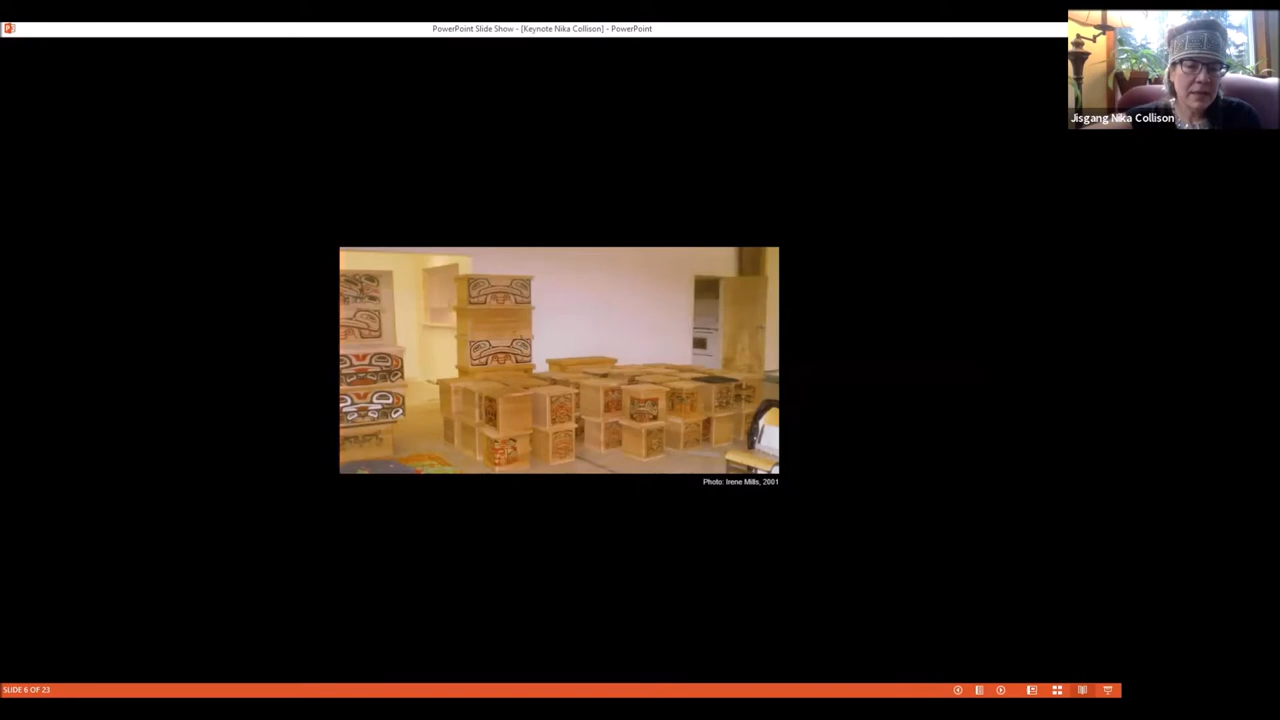 PowerPoint Slide Show - [Keynote Nika Collison] - PowerPoint
Jisgang Nika Collison
Photo: Irene Mills, 2001
SLIDE 6 OF 23